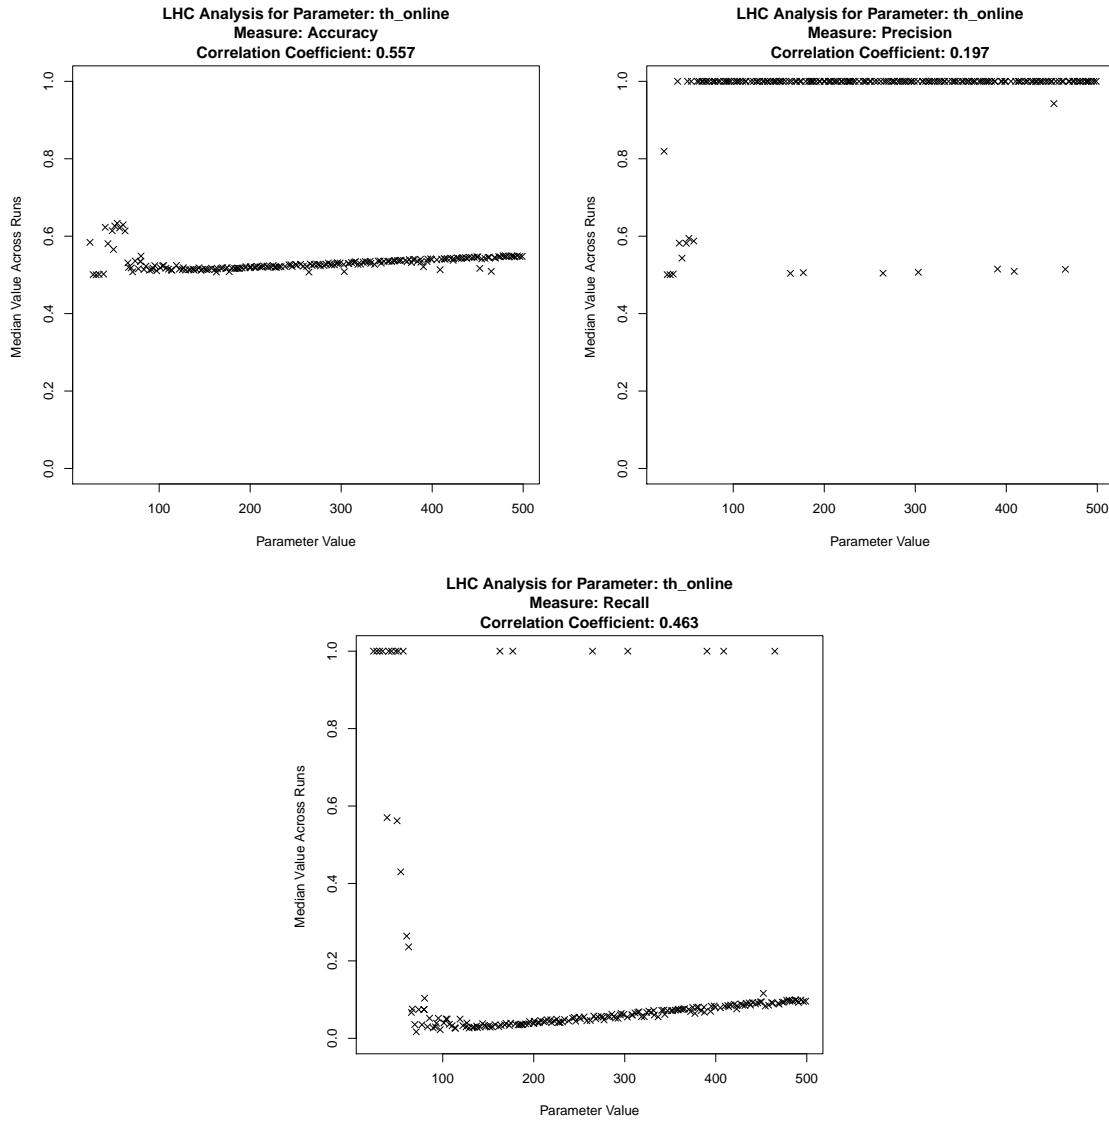 LHC Analysis for Parameter: th_online
Measure: Accuracy
Correlation Coefficient: 0.557
Median Value Across Runs
0.0
0.2
0.4
0.6
0.8
1.0
100
200
300
400
500
Parameter Value
LHC Analysis for Parameter: th_online
Measure: Precision
Correlation Coefficient: 0.197
Median Value Across Runs
0.0
0.2
0.4
0.6
0.8
1.0
100
200
300
400
500
Parameter Value
LHC Analysis for Parameter: th_online
Measure: Recall
Correlation Coefficient: 0.463
Median Value Across Runs
0.0
0.2
0.4
0.6
0.8
1.0
100
200
300
400
500
Parameter Value